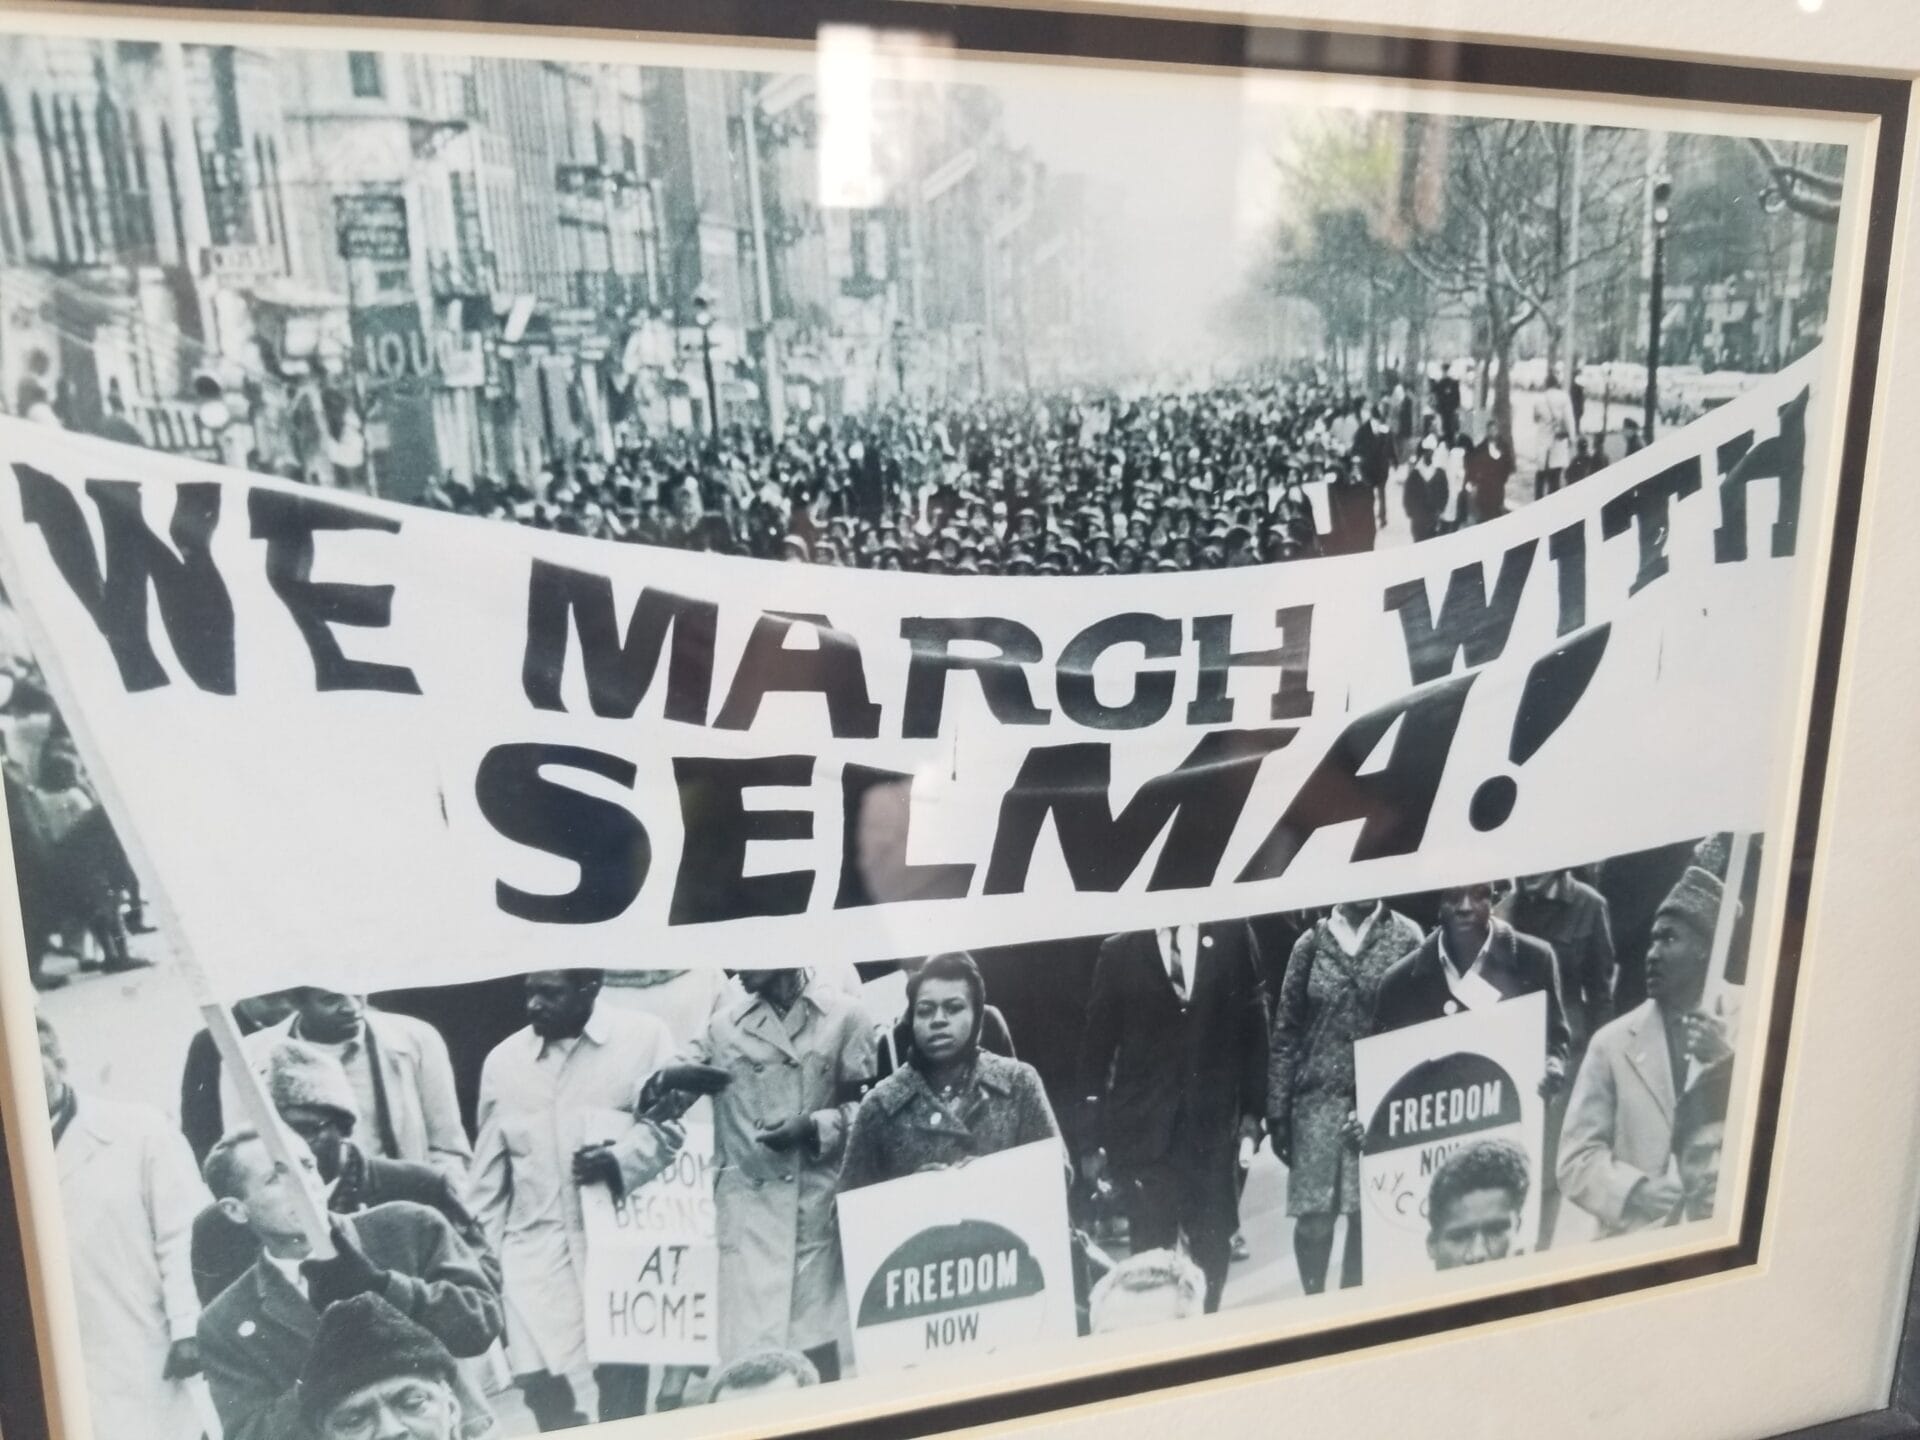 WE MARCH WITH
SELMA!
BEGINS
AT
HOME
FREEDOM
NOW
FREEDOM
NOW